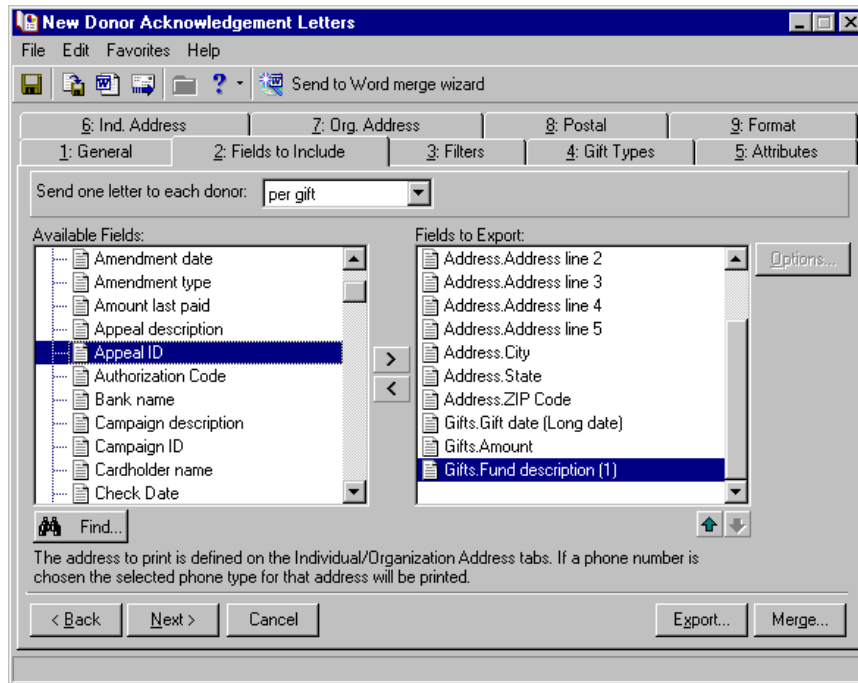 New Donor Acknowledgement Letters
File Edit Favorites Help
Send to Word merge wizard
6: Ind. Address 7: Org. Address 8: Postal 9: Format
1: General 2: Fields to Include 3: Filters 4: Gift Types 5: Attributes
Send one letter to each donor: per gift
Available Fields:
Amendment date
Amendment type
Amount last paid
Appeal description
Appeal ID
Authorization Code
Bank name
Campaign description
Campaign ID
Cardholder name
Check Date
Find...
>
<
Fields to Export:
Address.Address line 2
Address.Address line 3
Address.Address line 4
Address.Address line 5
Address.City
Address.State
Address.ZIP Code
Gifts.Gift date (Long date)
Gifts.Amount
Gifts.Fund description (1)
Options...
The address to print is defined on the Individual/Organization Address tabs. If a phone number is
chosen the selected phone type for that address will be printed.
< Back Next > Cancel Export... Merge...